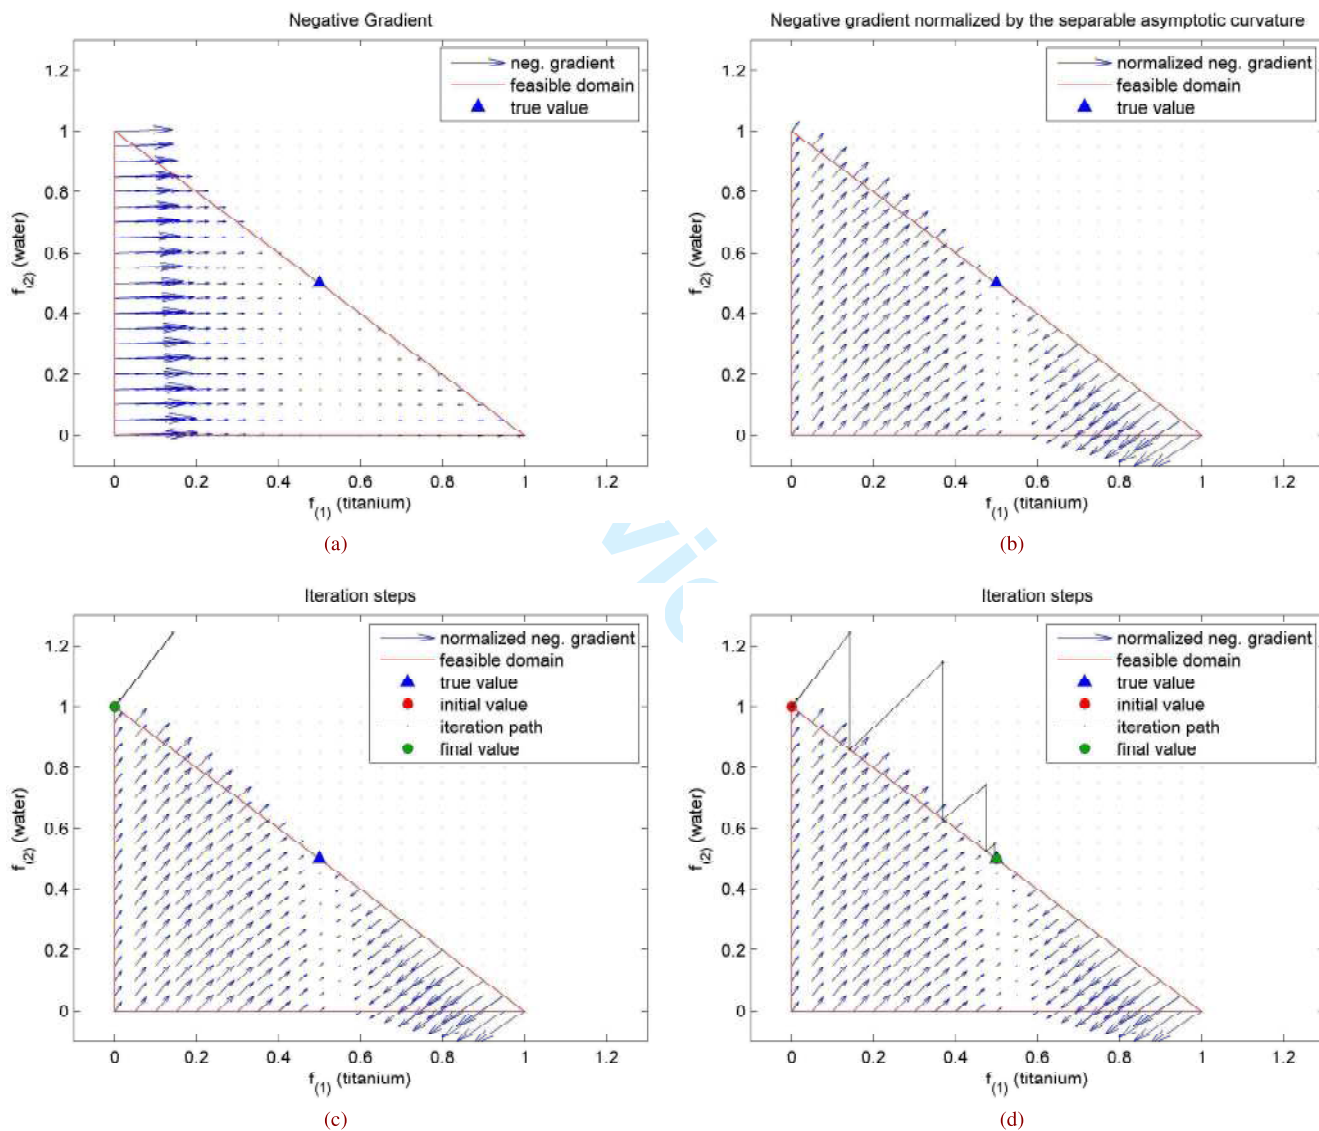 Negative Gradient
neg. gradient
feasible domain
true value
1.2
1
0.8
0.6
0.4
0.2
0
f(2) (water)
0 0.2 0.4 0.6 0.8 1 1.2
f(1) (titanium)
(a)
Negative gradient normalized by the separable asymptotic curvature
normalized neg. gradient
feasible domain
true value
1.2
1
0.8
0.6
0.4
0.2
0
f(2) (water)
0 0.2 0.4 0.6 0.8 1 1.2
f(1) (titanium)
(b)
Iteration steps
normalized neg. gradient
feasible domain
true value
initial value
iteration path
final value
1.2
1
0.8
0.6
0.4
0.2
0
f(2) (water)
0 0.2 0.4 0.6 0.8 1 1.2
f(1) (titanium)
(c)
Iteration steps
normalized neg. gradient
feasible domain
true value
initial value
iteration path
final value
1.2
1
0.8
0.6
0.4
0.2
0
f(2) (water)
0 0.2 0.4 0.6 0.8 1 1.2
f(1) (titanium)
(d)